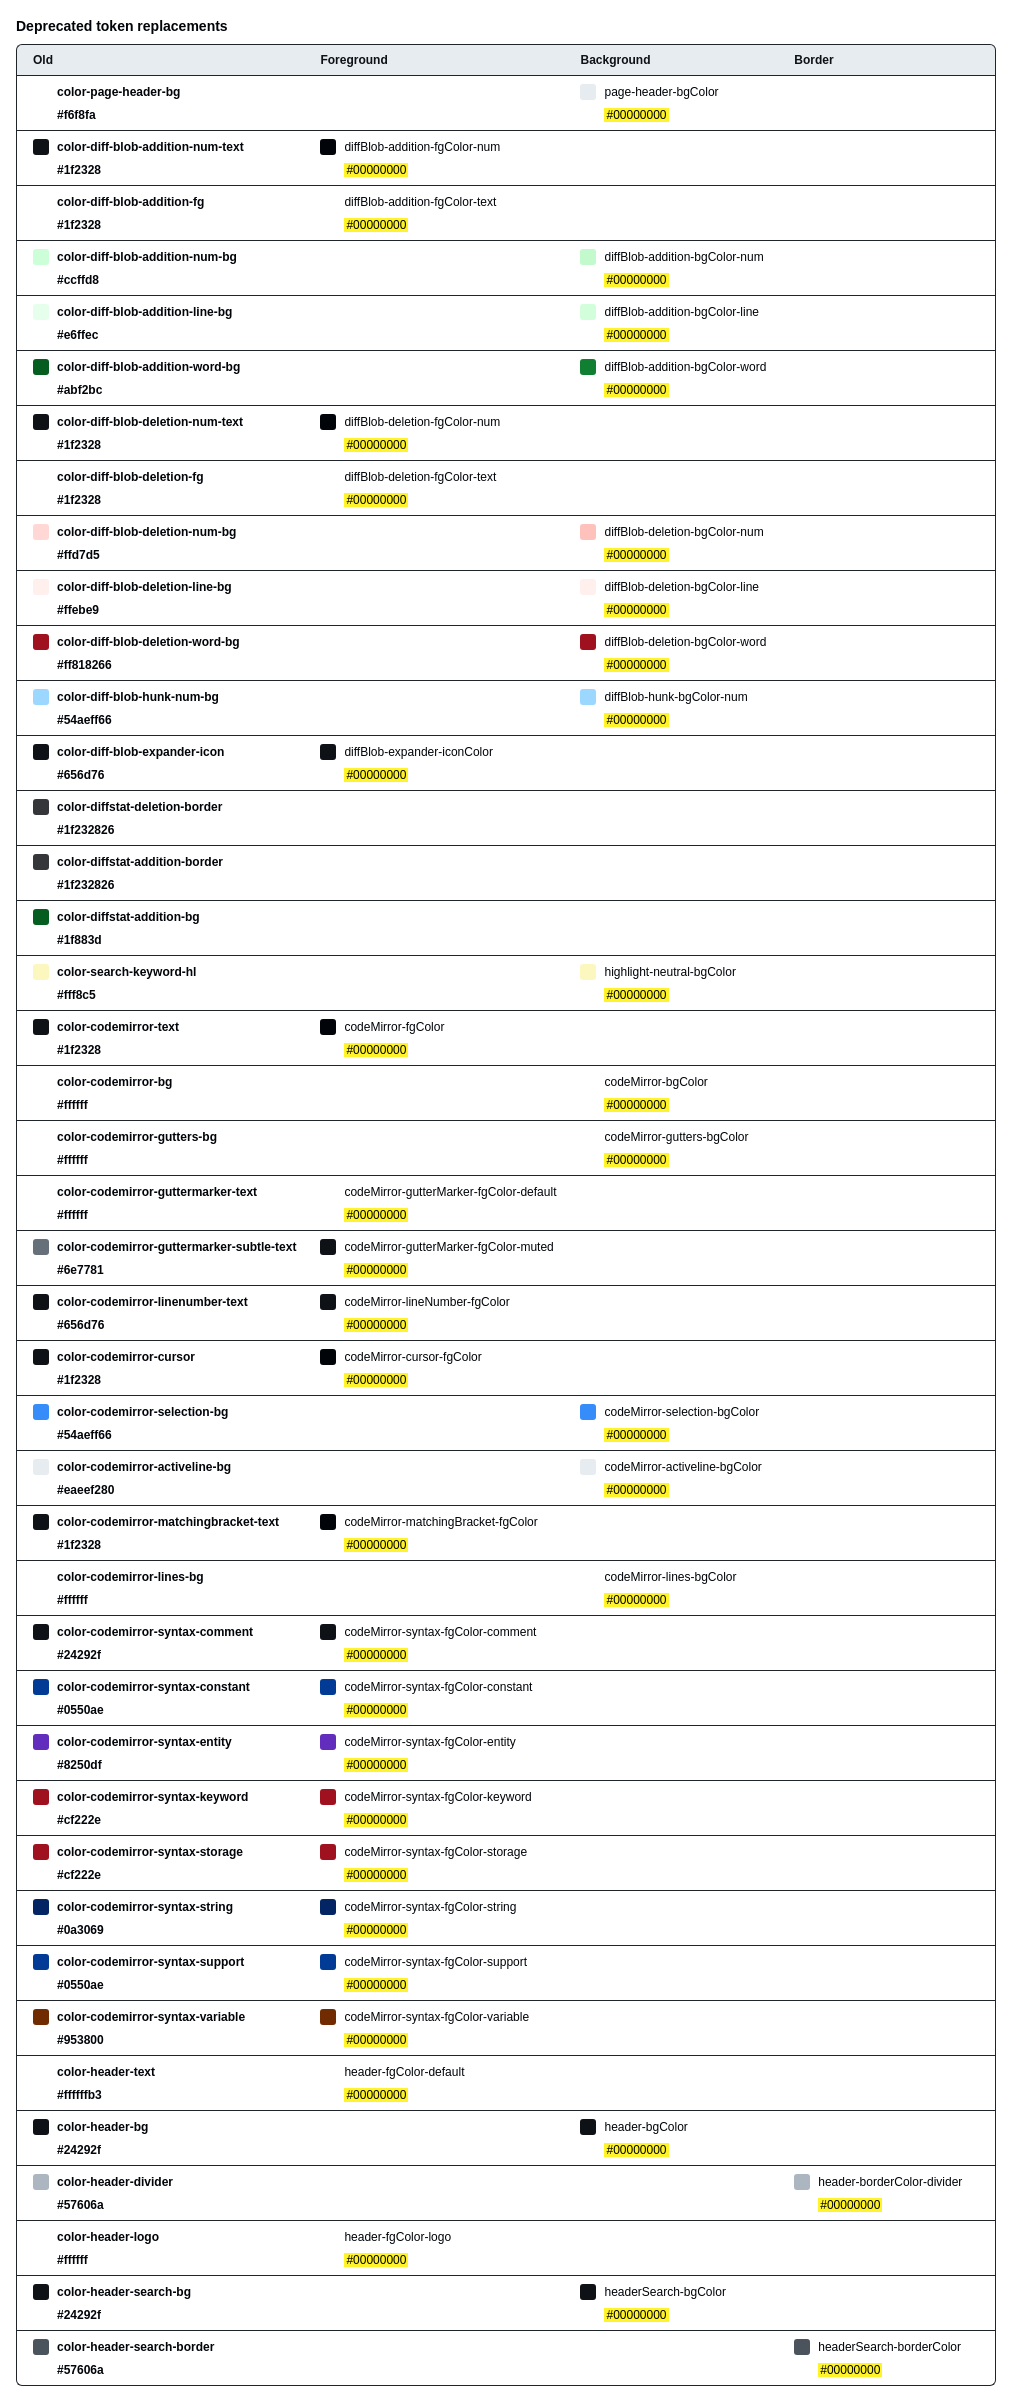 Deprecated token replacements
Old Foreground Background Border
color-page-header-bg page-header-bgColor
#f6f8fa #00000000
color-diff-blob-addition-num-text diffBlob-addition-fgColor-num
#1f2328 #00000000
color-diff-blob-addition-fg diffBlob-addition-fgColor-text
#1f2328 #00000000
color-diff-blob-addition-num-bg diffBlob-addition-bgColor-num
#ccffd8 #00000000
color-diff-blob-addition-line-bg diffBlob-addition-bgColor-line
#e6ffec #00000000
color-diff-blob-addition-word-bg diffBlob-addition-bgColor-word
#abf2bc #00000000
color-diff-blob-deletion-num-text diffBlob-deletion-fgColor-num
#1f2328 #00000000
color-diff-blob-deletion-fg diffBlob-deletion-fgColor-text
#1f2328 #00000000
color-diff-blob-deletion-num-bg diffBlob-deletion-bgColor-num
#ffd7d5 #00000000
color-diff-blob-deletion-line-bg diffBlob-deletion-bgColor-line
#ffebe9 #00000000
color-diff-blob-deletion-word-bg diffBlob-deletion-bgColor-word
#ff818266 #00000000
color-diff-blob-hunk-num-bg diffBlob-hunk-bgColor-num
#54aeff66 #00000000
color-diff-blob-expander-icon diffBlob-expander-iconColor
#656d76 #00000000
color-diffstat-deletion-border
#1f232826
color-diffstat-addition-border
#1f232826
color-diffstat-addition-bg
#1f883d
color-search-keyword-hl highlight-neutral-bgColor
#fff8c5 #00000000
color-codemirror-text codeMirror-fgColor
#1f2328 #00000000
color-codemirror-bg codeMirror-bgColor
#ffffff #00000000
color-codemirror-gutters-bg codeMirror-gutters-bgColor
#ffffff #00000000
color-codemirror-guttermarker-text codeMirror-gutterMarker-fgColor-default
#ffffff #00000000
color-codemirror-guttermarker-subtle-text codeMirror-gutterMarker-fgColor-muted
#6e7781 #00000000
color-codemirror-linenumber-text codeMirror-lineNumber-fgColor
#656d76 #00000000
color-codemirror-cursor codeMirror-cursor-fgColor
#1f2328 #00000000
color-codemirror-selection-bg codeMirror-selection-bgColor
#54aeff66 #00000000
color-codemirror-activeline-bg codeMirror-activeline-bgColor
#eaeef280 #00000000
color-codemirror-matchingbracket-text codeMirror-matchingBracket-fgColor
#1f2328 #00000000
color-codemirror-lines-bg codeMirror-lines-bgColor
#ffffff #00000000
color-codemirror-syntax-comment codeMirror-syntax-fgColor-comment
#24292f #00000000
color-codemirror-syntax-constant codeMirror-syntax-fgColor-constant
#0550ae #00000000
color-codemirror-syntax-entity codeMirror-syntax-fgColor-entity
#8250df #00000000
color-codemirror-syntax-keyword codeMirror-syntax-fgColor-keyword
#cf222e #00000000
color-codemirror-syntax-storage codeMirror-syntax-fgColor-storage
#cf222e #00000000
color-codemirror-syntax-string codeMirror-syntax-fgColor-string
#0a3069 #00000000
color-codemirror-syntax-support codeMirror-syntax-fgColor-support
#0550ae #00000000
color-codemirror-syntax-variable codeMirror-syntax-fgColor-variable
#953800 #00000000
color-header-text header-fgColor-default
#ffffffb3 #00000000
color-header-bg header-bgColor
#24292f #00000000
color-header-divider header-borderColor-divider
#57606a #00000000
color-header-logo header-fgColor-logo
#ffffff #00000000
color-header-search-bg headerSearch-bgColor
#24292f #00000000
color-header-search-border headerSearch-borderColor
#57606a #00000000